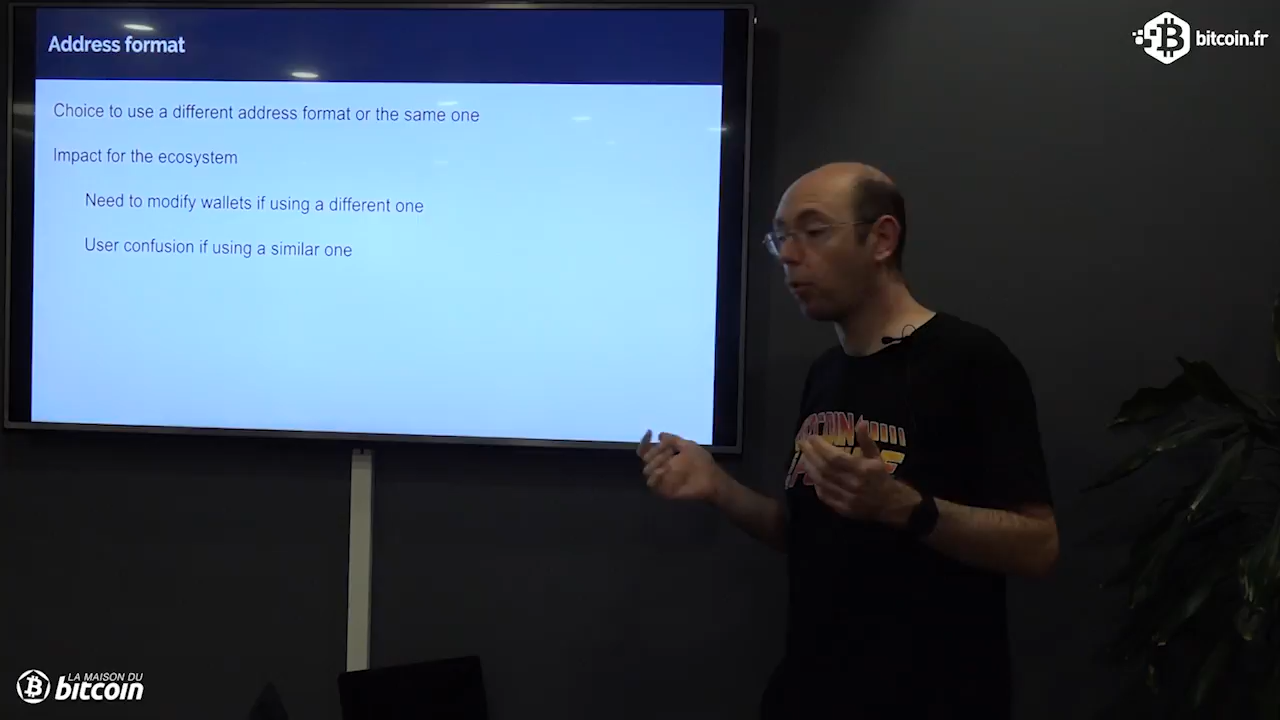 Address format
bitcoin.fr
Choice to use a different address format or the same one
Impact for the ecosystem
Need to modify wallets if using a different one
User confusion if using a similar one
LA MAISON DU
bitcoin